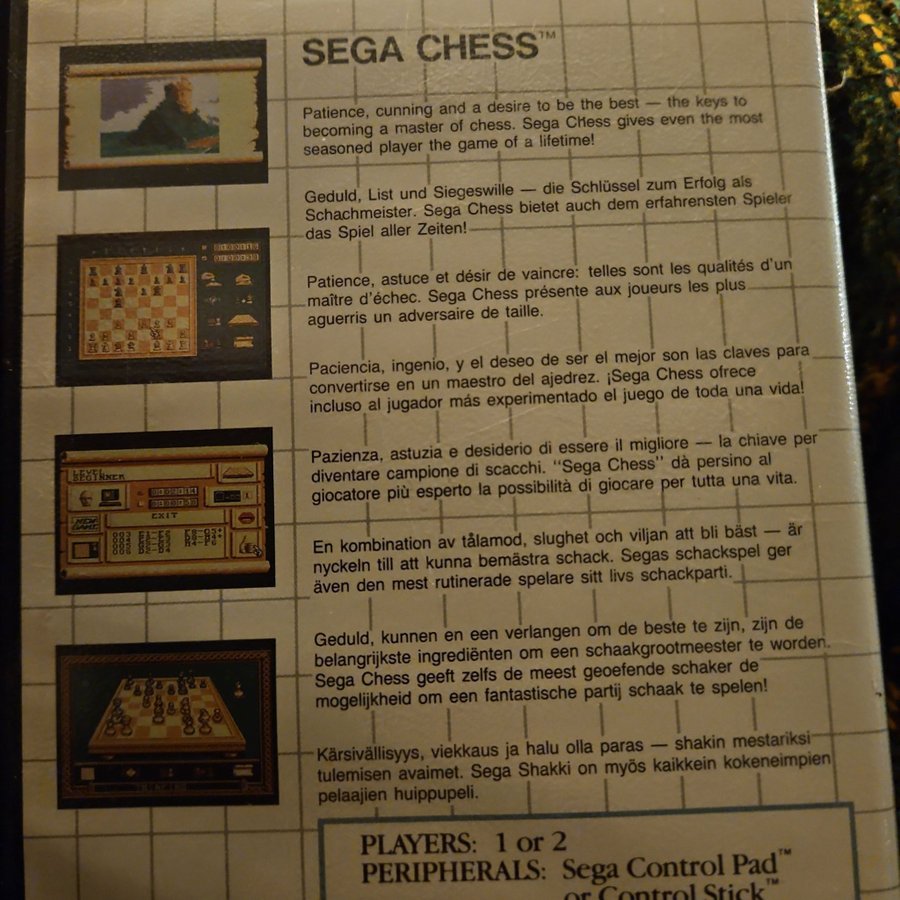 SEGA CHESS™
Patience, cunning and a desire to be the best — the keys to
becoming a master of chess. Sega Chess gives even the most
seasoned player the game of a lifetime!
Geduld, List und Siegeswille — die Schlüssel zum Erfolg als
Schachmeister. Sega Chess bietet auch dem erfahrensten Spieler
das Spiel aller Zeiten!
Patience, astuce et désir de vaincre: telles sont les qualités d'un
maître d'échec. Sega Chess présente aux joueurs les plus
aguerris un adversaire de taille.
Paciencia, ingenio, y el deseo de ser el mejor son las claves para
convertirse en un maestro del ajedrez. ¡Sega Chess ofrece
incluso al jugador más experimentado el juego de toda una vida!
Pazienza, astuzia e desiderio di essere il migliore — la chiave per
diventare campione di scacchi. "Sega Chess" dà persino al
giocatore più esperto la possibilità di giocare per tutta una vita.
En kombination av tålamod, slughet och viljan att bli bäst — är
nyckeln till att kunna bemästra schack. Segas schackspel ger
även den mest rutinerade spelare sitt livs schackparti.
Geduld, kunnen en een verlangen om de beste te zijn, zijn de
belangrijkste ingrediënten om een schaakgrootmeester te worden.
Sega Chess geeft zelfs de meest geoefende schaker de
mogelijkheid om een fantastische partij schaak te spelen!
Kärsivällisyys, viekkaus ja halu olla paras — shakin mestariksi
tulemisen avaimet. Sega Shakki on myös kaikkein kokeneimpien
pelaajien huippupeli.
PLAYERS: 1 or 2
PERIPHERALS: Sega Control Pad™
or Control Stick™
LEVEL
BEGINNER
NEW
GAME
EXIT